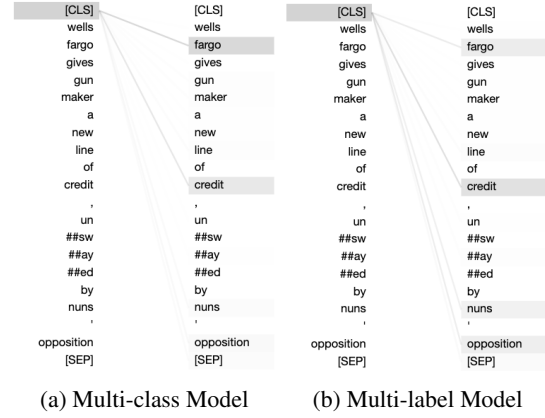 [CLS] [CLS]
wells wells
fargo fargo
gives gives
gun gun
maker maker
a a
new new
line line
of of
credit credit
, ,
un un
##sw ##sw
##ay ##ay
##ed ##ed
by by
nuns nuns
' '
opposition opposition
[SEP] [SEP]
(a) Multi-class Model
[CLS] [CLS]
wells wells
fargo fargo
gives gives
gun gun
maker maker
a a
new new
line line
of of
credit credit
, ,
un un
##sw ##sw
##ay ##ay
##ed ##ed
by by
nuns nuns
' '
opposition opposition
[SEP] [SEP]
(b) Multi-label Model